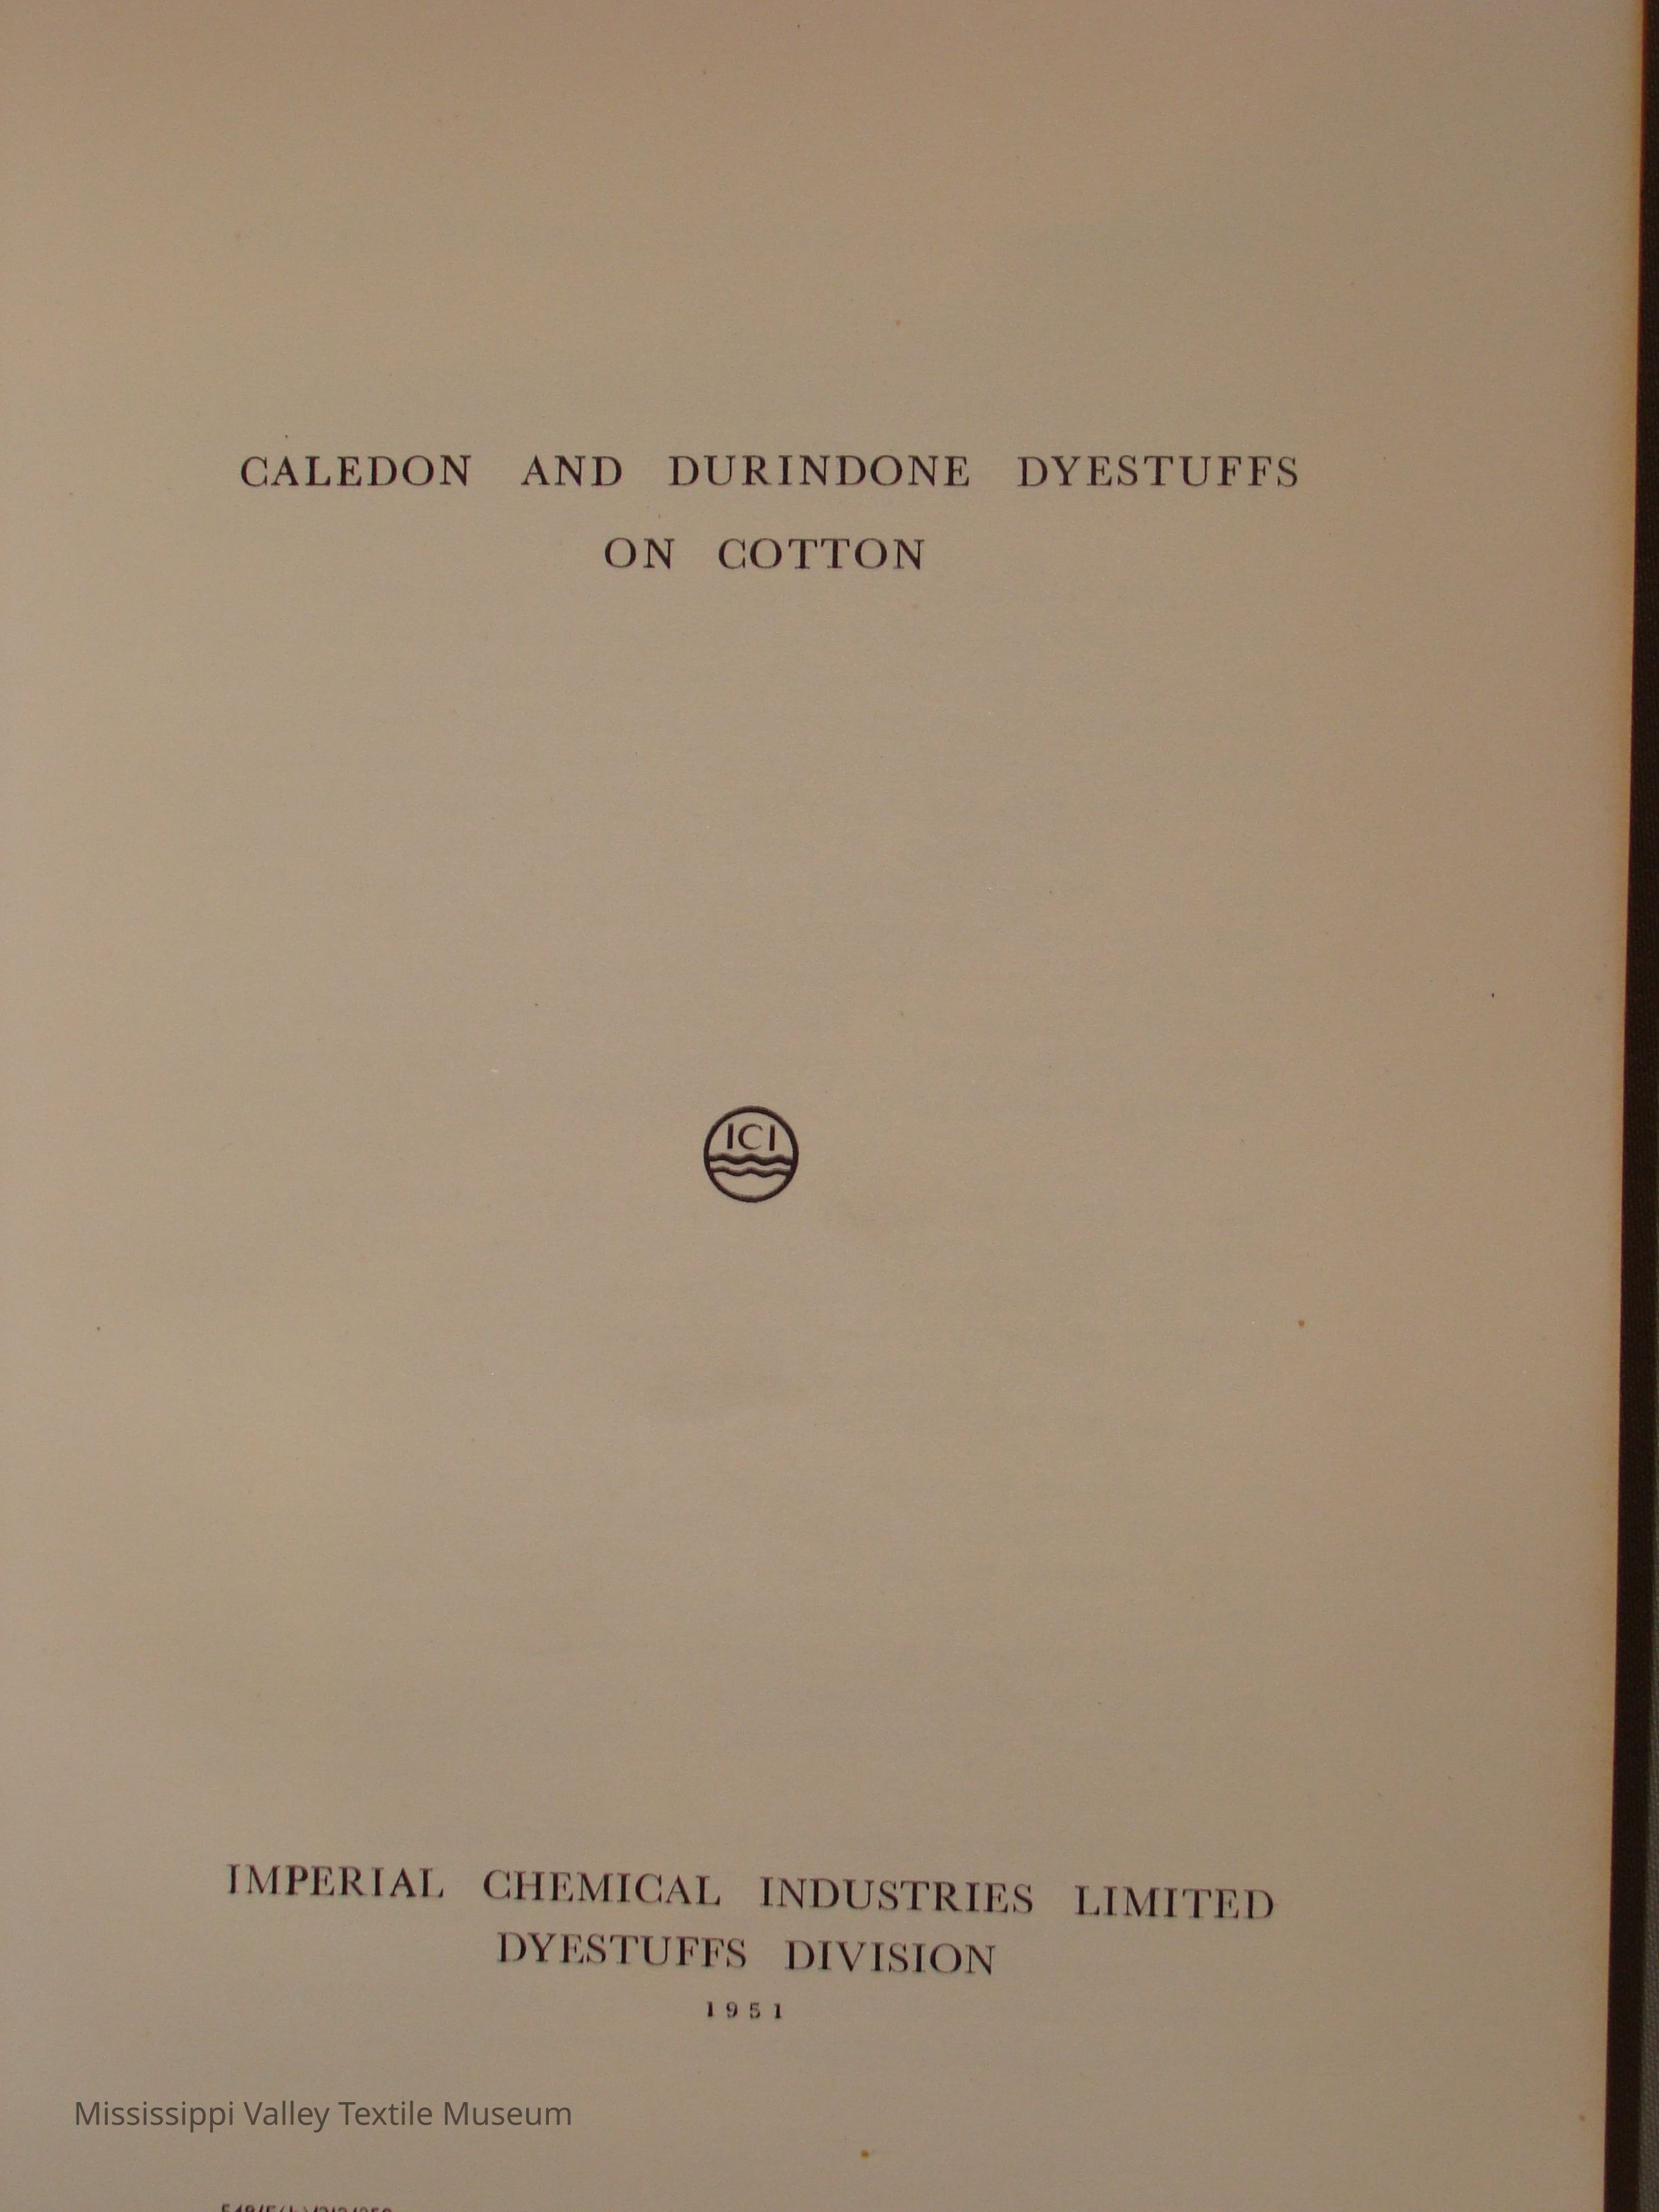 CALEDON AND DURINDONE DYESTUFFS
ON COTTON
ICI
IMPERIAL CHEMICAL INDUSTRIES LIMITED
DYESTUFFS DIVISION
1951
Mississippi Valley Textile Museum